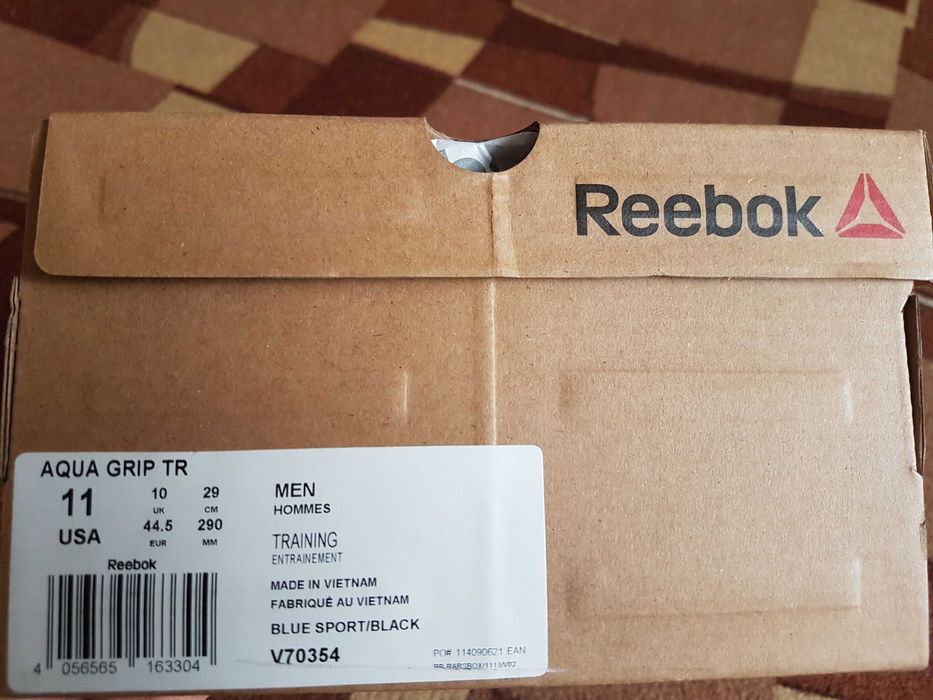 Reebok
AQUA GRIP TR
11 10 29
UK CM
USA 44.5 290
EUR MM
MEN
HOMMES
TRAINING
ENTRAINEMENT
MADE IN VIETNAM
FABRIQUÉ AU VIETNAM
BLUE SPORT/BLACK
V70354
Reebok
4 056565 163304
PO# 114090621 EAN